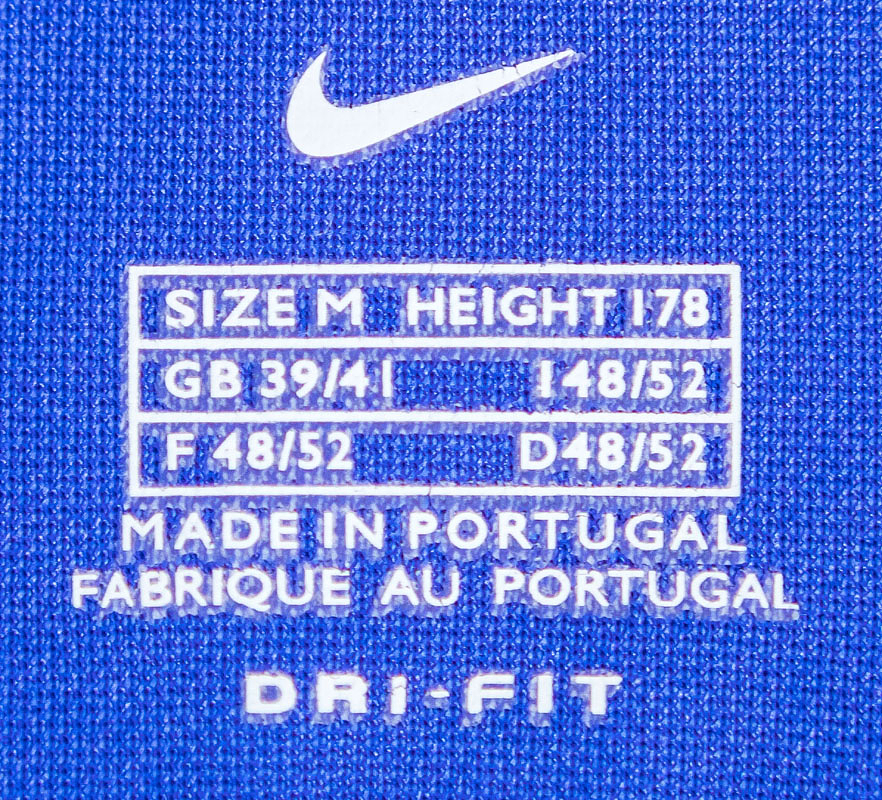 SIZE M HEIGHT 178
GB 39/41 I48/52
F 48/52 D48/52
MADE IN PORTUGAL
FABRIQUE AU PORTUGAL
DRI-FIT